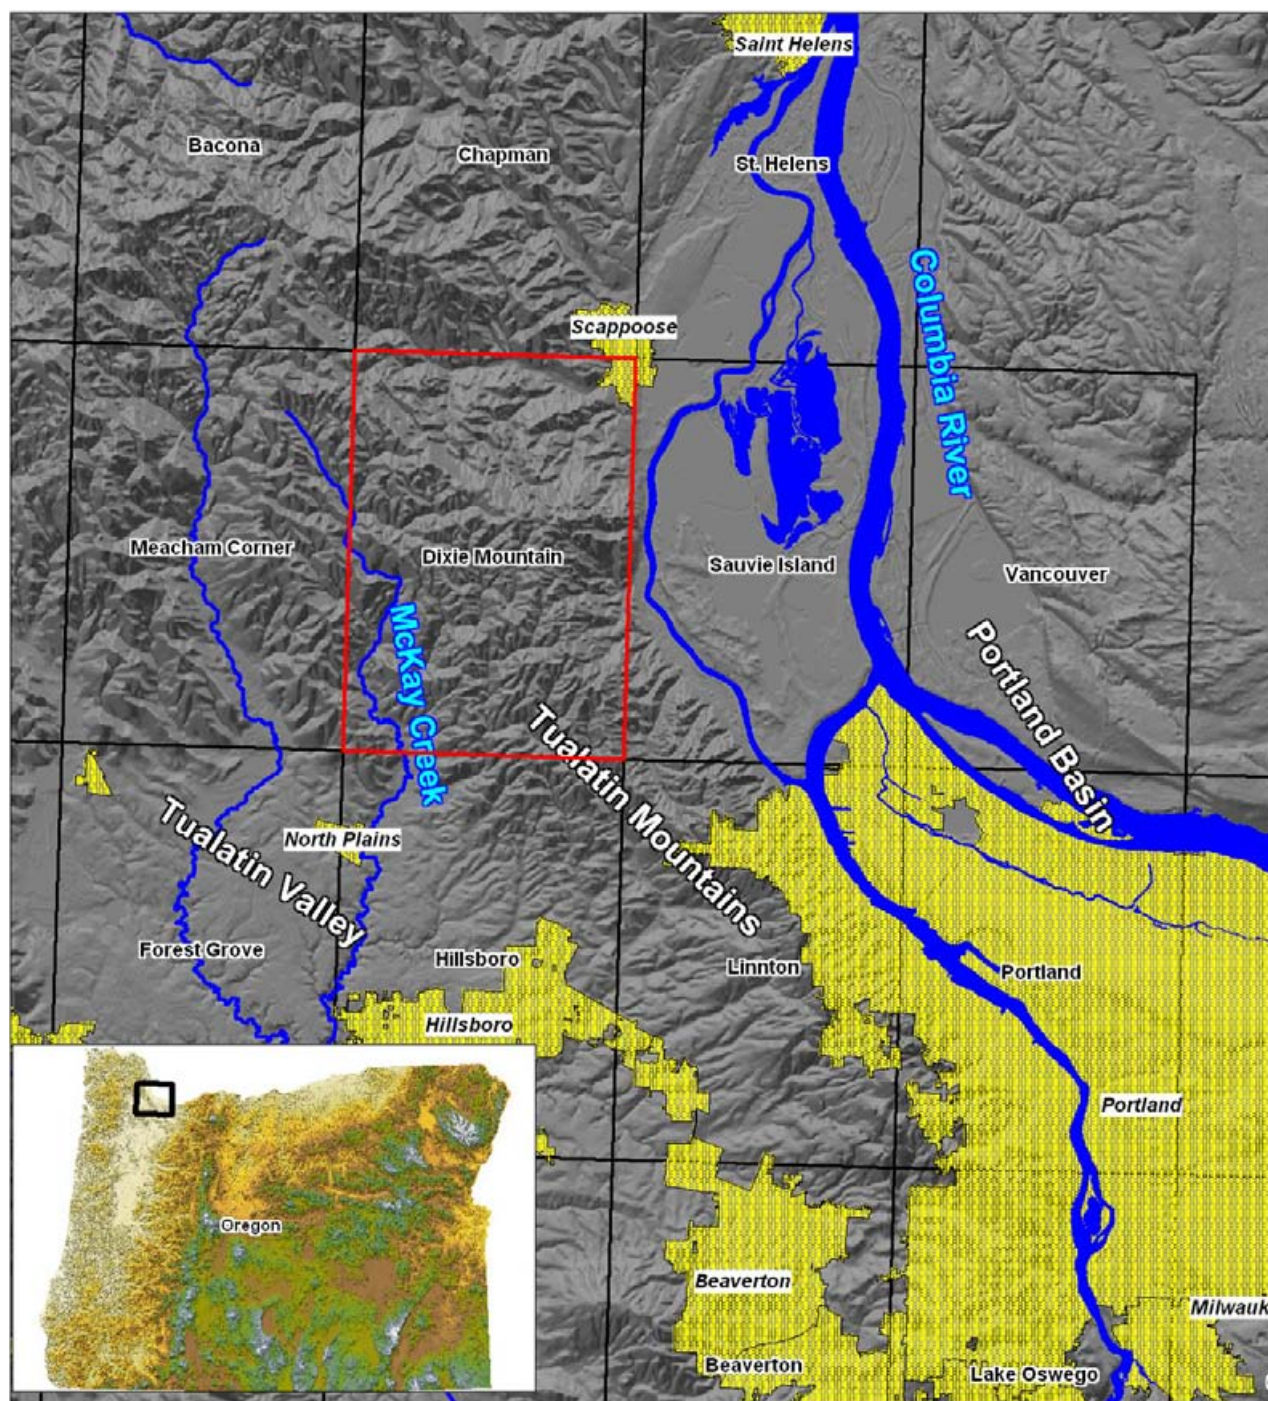 Saint Helens
Bacona
Chapman
St. Helens
Columbia River
Scappoose
Meacham Corner
Dixie Mountain
Sauvie Island
Vancouver
McKay Creek
Portland Basin
Tualatin Mountains
Tualatin Valley
North Plains
Forest Grove
Hillsboro
Linnton
Portland
Hillsboro
Portland
Oregon
Beaverton
Milwauk
Beaverton
Lake Oswego